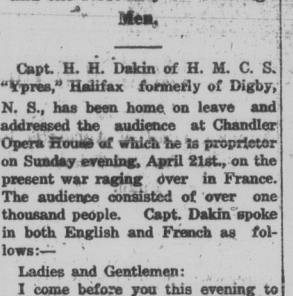 Men.
Capt. H. H. Dakin of H. M. C. S.
"Ypres," Halifax formerly of Digby,
N. S., has been home on leave and
addressed the audience at Chandler
Opera House of which he is proprietor
on Sunday evening, April 21st., on the
present war raging over in France.
The audience consisted of over one
thousand people. Capt. Dakin spoke
in both English and French as fol-
lows:—
Ladies and Gentlemen:
I come before you this evening to